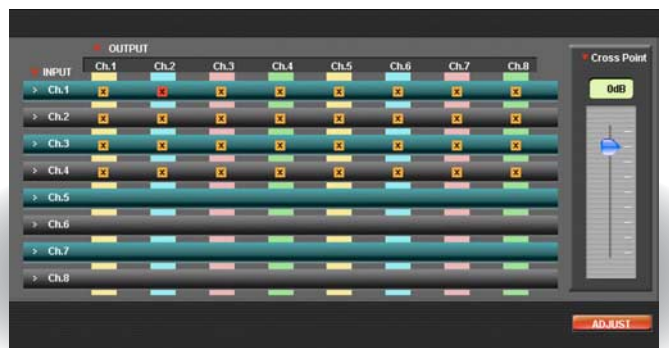 OUTPUT
INPUT Ch.1 Ch.2 Ch.3 Ch.4 Ch.5 Ch.6 Ch.7 Ch.8
Ch.1 X X X X X X X X
Ch.2 X X X X X X X X
Ch.3 X X X X X X X X
Ch.4 X X X X X X X X
Ch.5
Ch.6
Ch.7
Ch.8
Cross Point
0dB
ADJUST